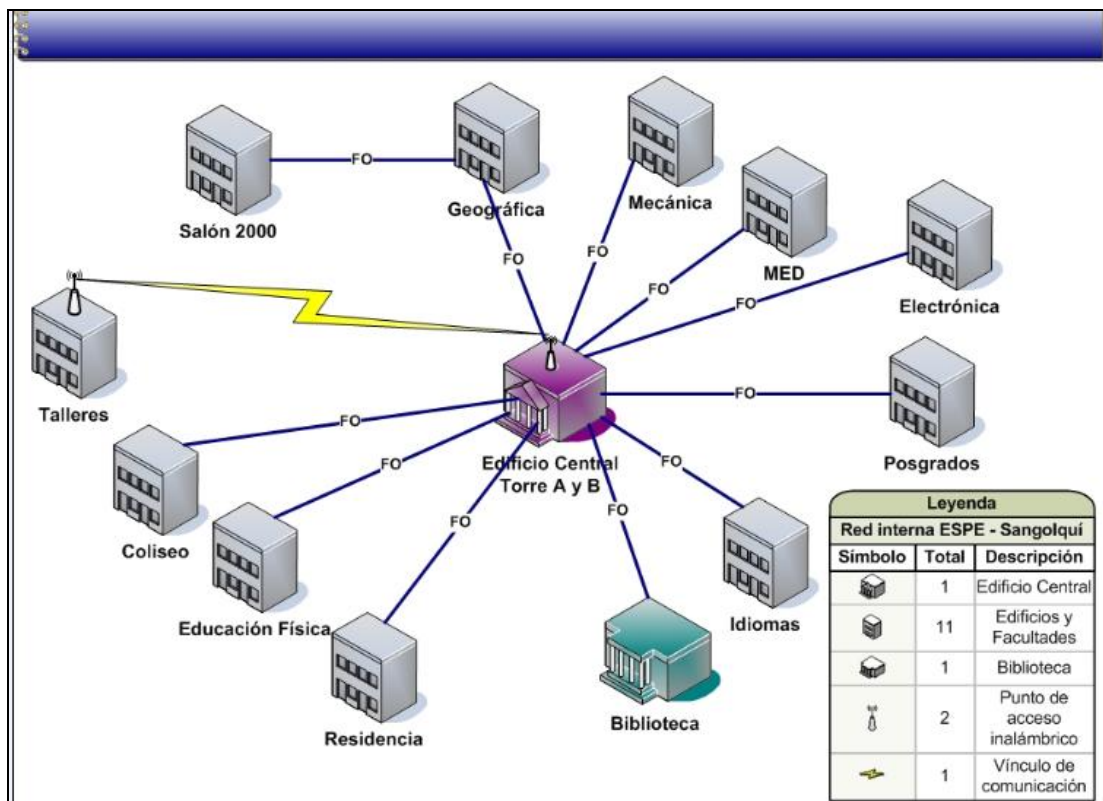 FO
Salón 2000
Geográfica
Mecánica
FO
FO
MED
FO
FO
Electrónica
Talleres
Edificio Central
Torre A y B
FO
Posgrados
FO
Coliseo
FO
Educación Física
FO
Residencia
FO
Biblioteca
FO
Idiomas
Leyenda
Red interna ESPE - Sangolquí
Símbolo Total Descripción
1 Edificio Central
11 Edificios y
Facultades
1 Biblioteca
2 Punto de
acceso
inalámbrico
1 Vínculo de
comunicación